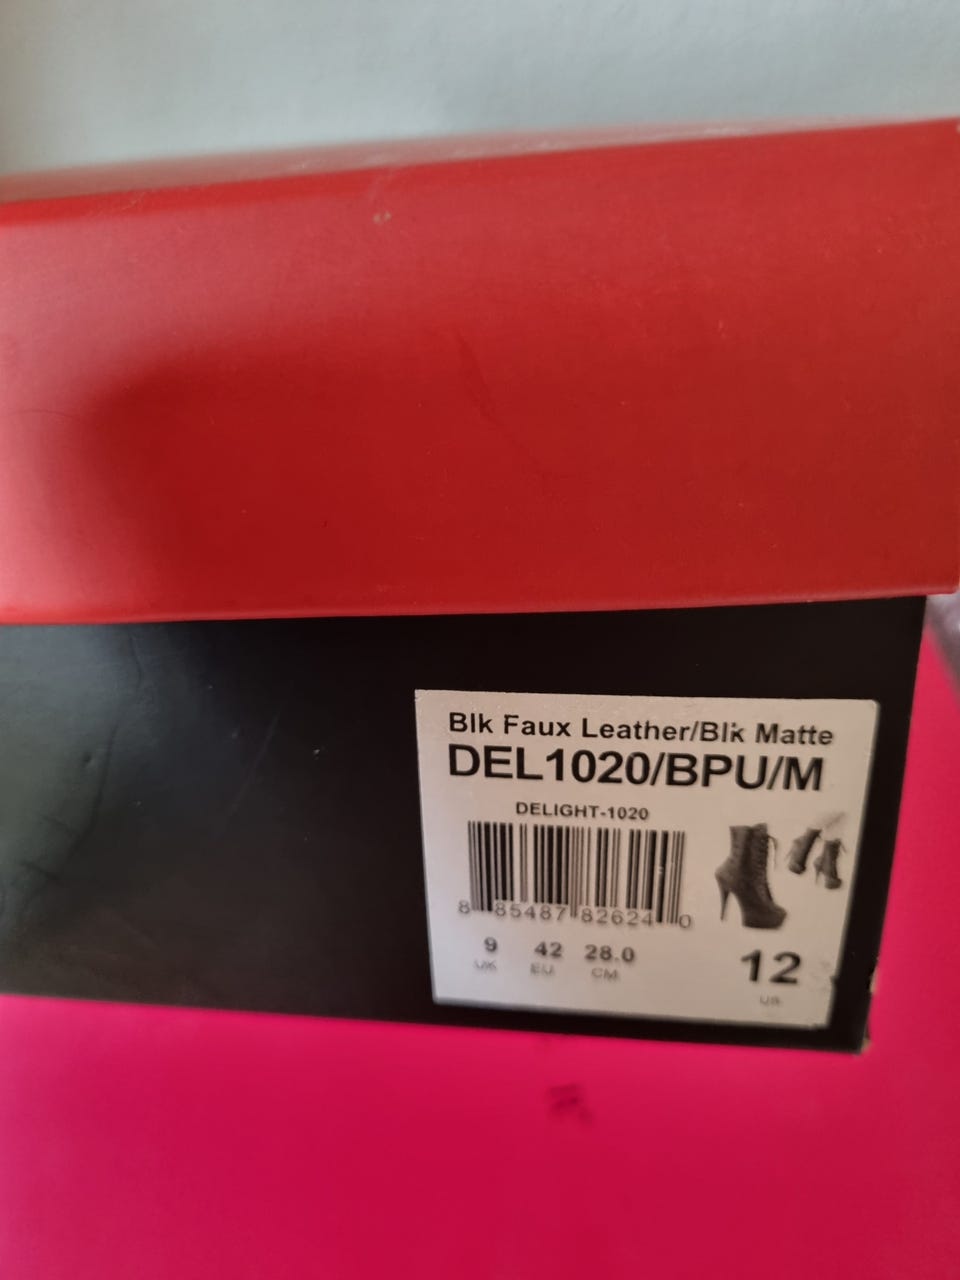 Blk Faux Leather/Blk Matte
DEL1020/BPU/M
DELIGHT-1020
8 85487 82624 0
9 42 28.0 12
UK EU CM US